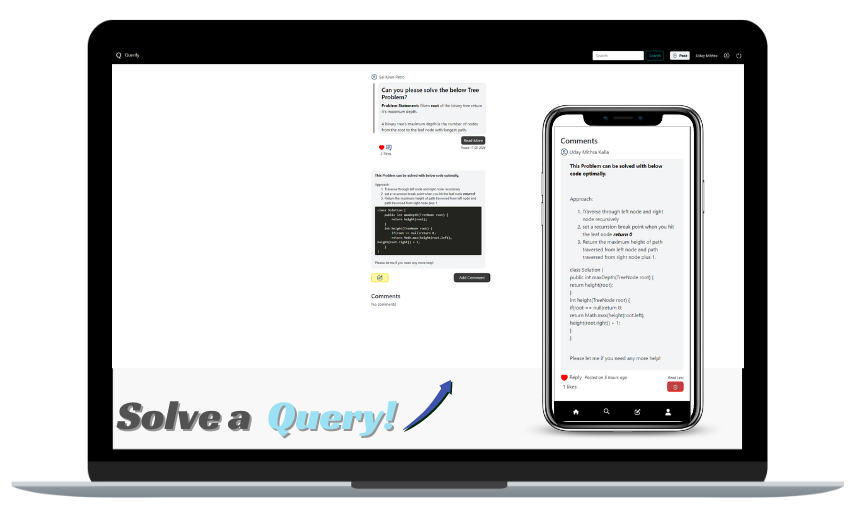 Q Querify
Search
Search
Post
Uday Mithra
Sai Kiran Patro
Can you please solve the below Tree
Problem?
Problem Statement: Given root of the binary tree return
it's maximum depth.
A binary tree's maximum depth is the number of nodes
from the root to the leaf node with longest path
Read More
2 likes
This Problem can be solved with below code optimally.
Approach:
1. Traverse through left node and right node recursively
2. set a recursion break point when you hit the leaf node return 0
3. Return the maximum height of path traversed from left node and
path traversed from right node plus 1.
class Solution {
public int maxDepth(TreeNode root) {
return height(root);
}
int height(TreeNode root) {
if(root == null)return 0;
return Math.max(height(root.left),
height(root.right)) + 1;
}
}
Please let me if you need any more help!
Add Comment
Comments
No comments
Solve a Query!
Comments
Uday Mithra Kalla
This Problem can be solved with below
code optimally.
Approach:
1. Traverse through left node and right
node recursively
2. set a recursion break point when you hit
the leaf node return 0
3. Return the maximum height of path
traversed from left node and path
traversed from right node plus 1.
class Solution {
public int maxDepth(TreeNode root) {
return height(root);
}
int height(TreeNode root) {
if(root == null)return 0;
return Math.max(height(root.left),
height(root.right)) + 1;
}
}
Please let me if you need any more help!
Reply Posted on 3 hours ago
Read Less
1 likes